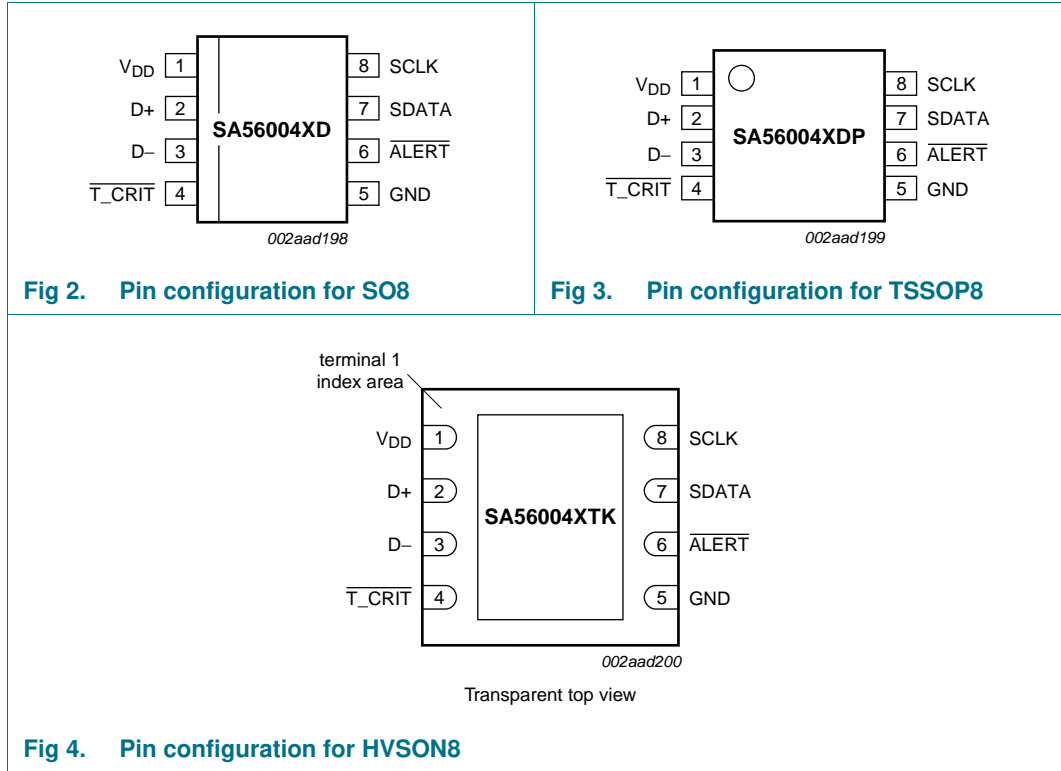 V_DD 1
D+ 2
D− 3
T_CRIT 4
SA56004XD
8 SCLK
7 SDATA
6 ALERT
5 GND
002aad198
Fig 2. Pin configuration for SO8
V_DD 1
D+ 2
D− 3
T_CRIT 4
SA56004XDP
8 SCLK
7 SDATA
6 ALERT
5 GND
002aad199
Fig 3. Pin configuration for TSSOP8
terminal 1
index area
V_DD 1
D+ 2
D− 3
T_CRIT 4
SA56004XTK
8 SCLK
7 SDATA
6 ALERT
5 GND
002aad200
Transparent top view
Fig 4. Pin configuration for HVSON8